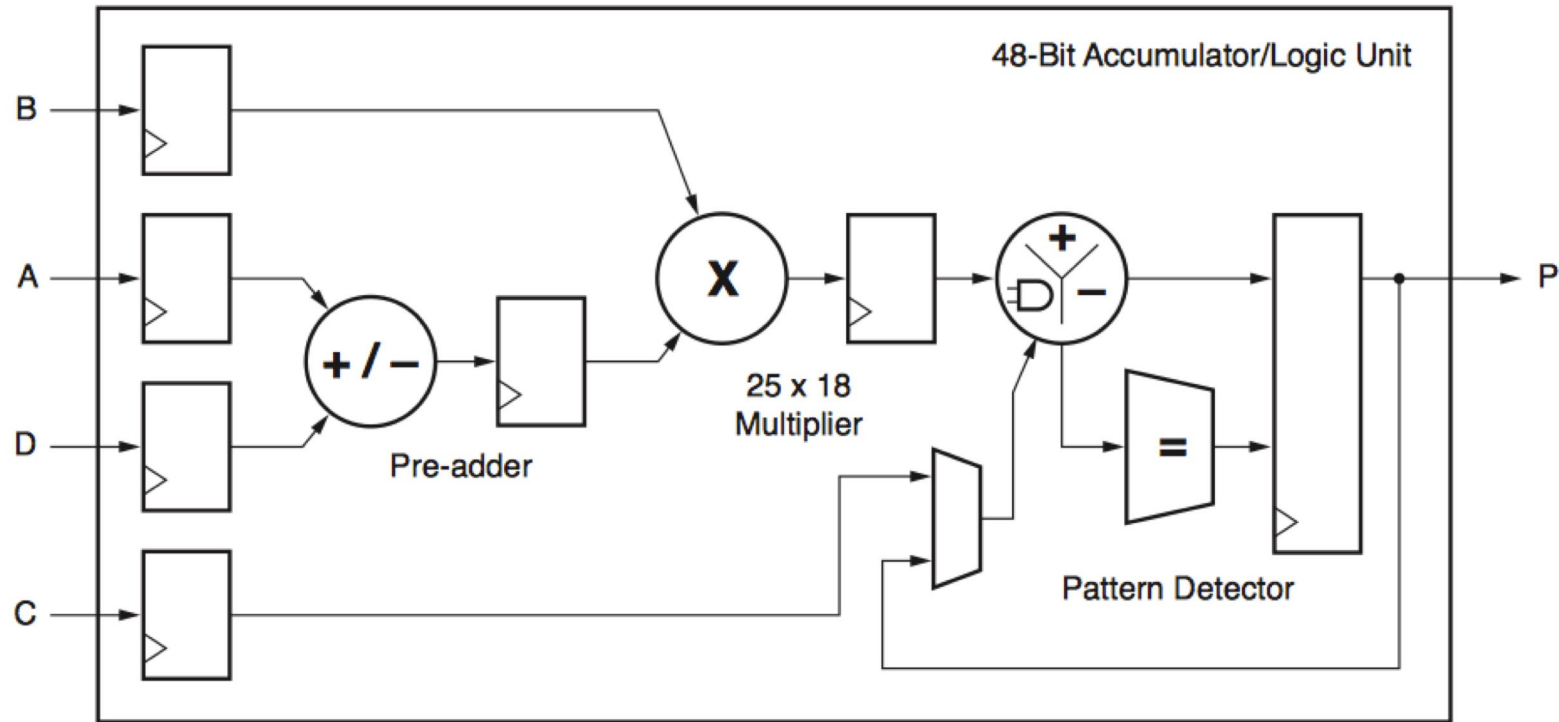 48-Bit Accumulator/Logic Unit
B
A
D
C
+ / −
Pre-adder
X
25 x 18
Multiplier
+
−
=
Pattern Detector
P